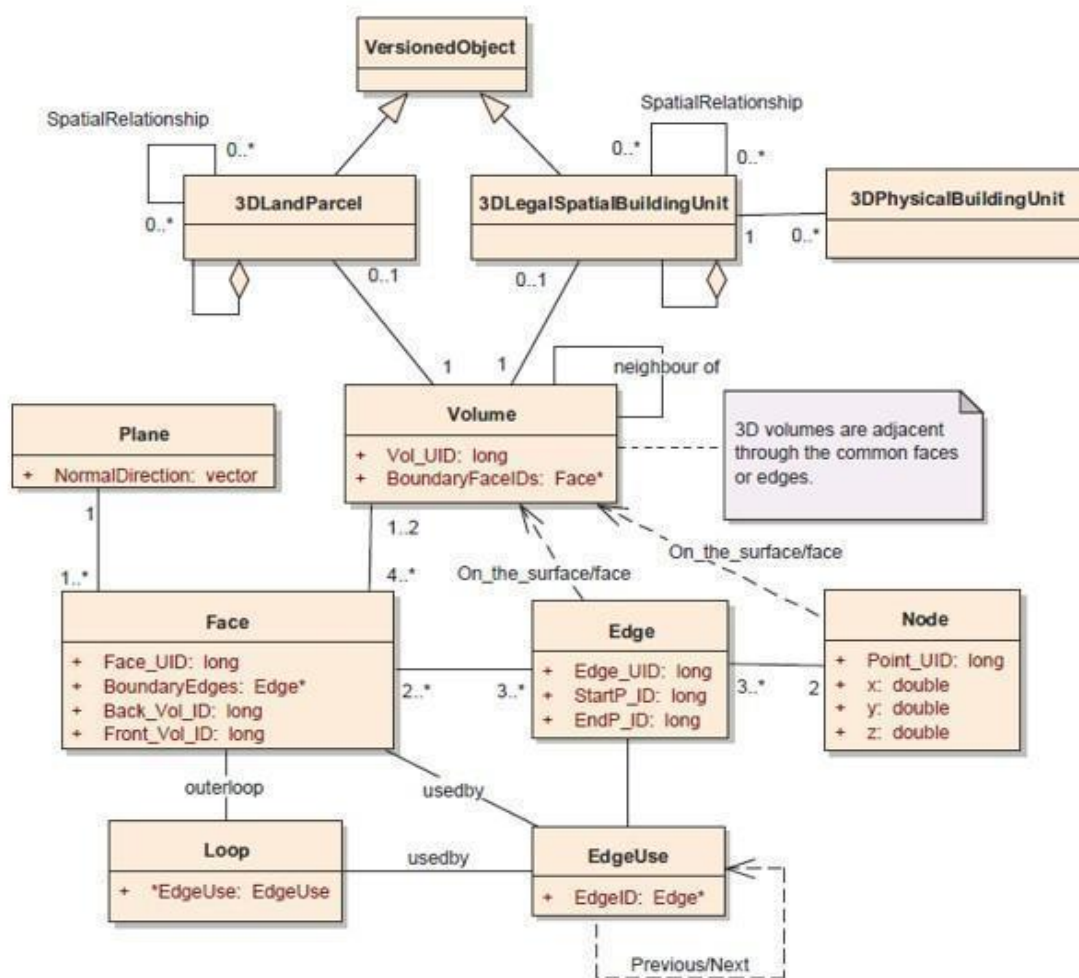 VersionedObject
SpatialRelationship
SpatialRelationship
0..*
0..*
0..*
0..*
3DLandParcel
3DLegalSpatialBuildingUnit
3DPhysicalBuildingUnit
1
0..*
0..1
0..1
1
1
neighbour of
Volume
+ Vol_UID: long
+ BoundaryFaceIDs: Face*
3D volumes are adjacent
through the common faces
or edges.
Plane
+ NormalDirection: vector
1
1..*
1..2
4..*
On_the_surface/face
On_the_surface/face
Face
+ Face_UID: long
+ BoundaryEdges: Edge*
+ Back_Vol_ID: long
+ Front_Vol_ID: long
2..*
3..*
Edge
+ Edge_UID: long
+ StartP_ID: long
+ EndP_ID: long
3..*
2
Node
+ Point_UID: long
+ x: double
+ y: double
+ z: double
outerloop
usedby
Loop
+ *EdgeUse: EdgeUse
usedby
EdgeUse
+ EdgeID: Edge*
Previous/Next